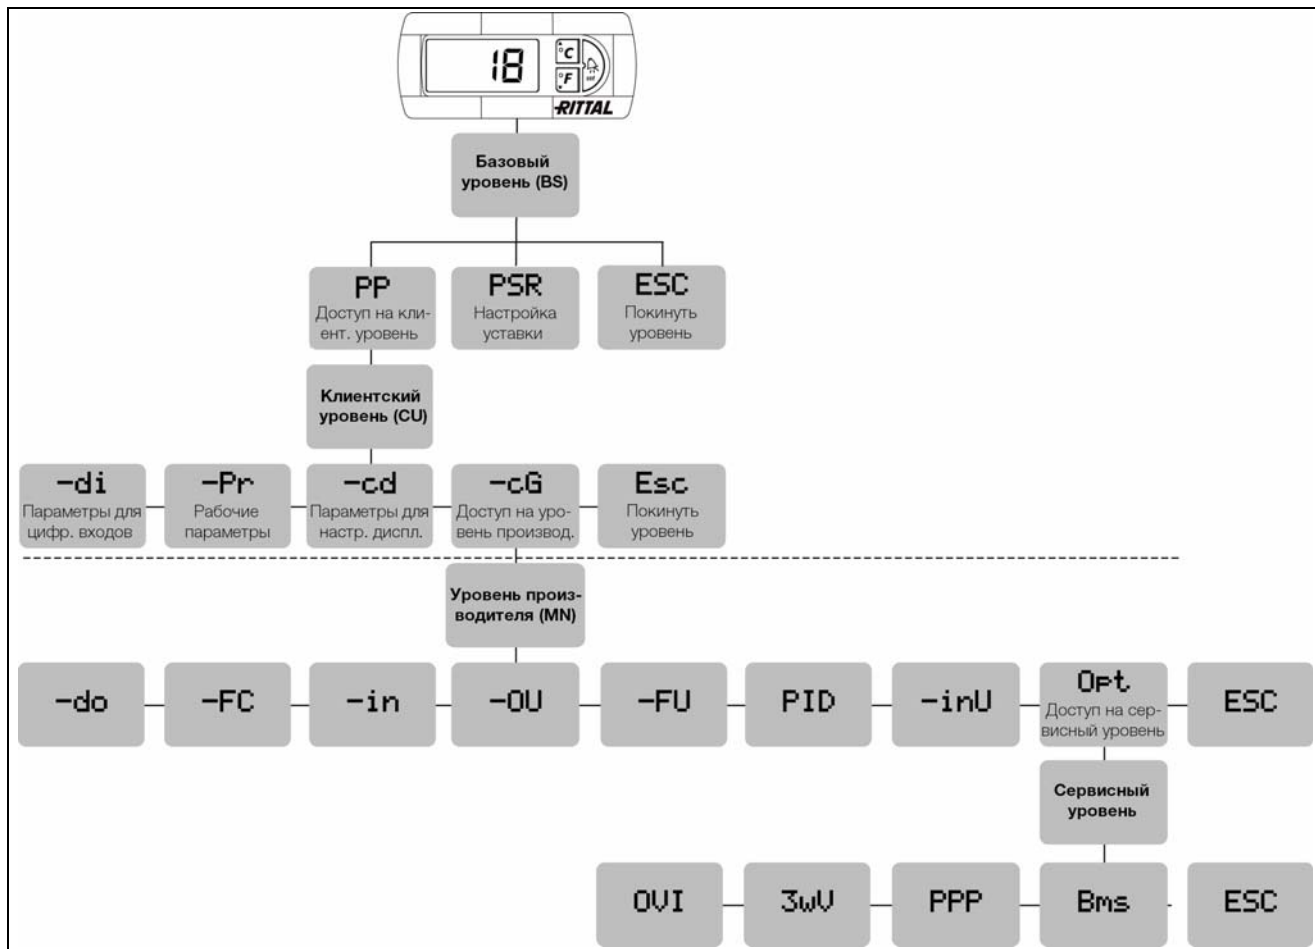 18
°C
°F
RITTAL
Базовый
уровень (BS)
PP
Доступ на кли-
ент. уровень
PSR
Настройка
уставки
ESC
Покинуть
уровень
Клиентский
уровень (CU)
-di
Параметры для
цифр. входов
-Pr
Рабочие
параметры
-cd
Параметры для
настр. диспл.
-cG
Доступ на уро-
вень производ.
Esc
Покинуть
уровень
Уровень произ-
водителя (MN)
-do
-FC
-in
-OU
-FU
PID
-inU
Opt
Доступ на сер-
висный уровень
ESC
Сервисный
уровень
OVI
3wV
PPP
Bms
ESC